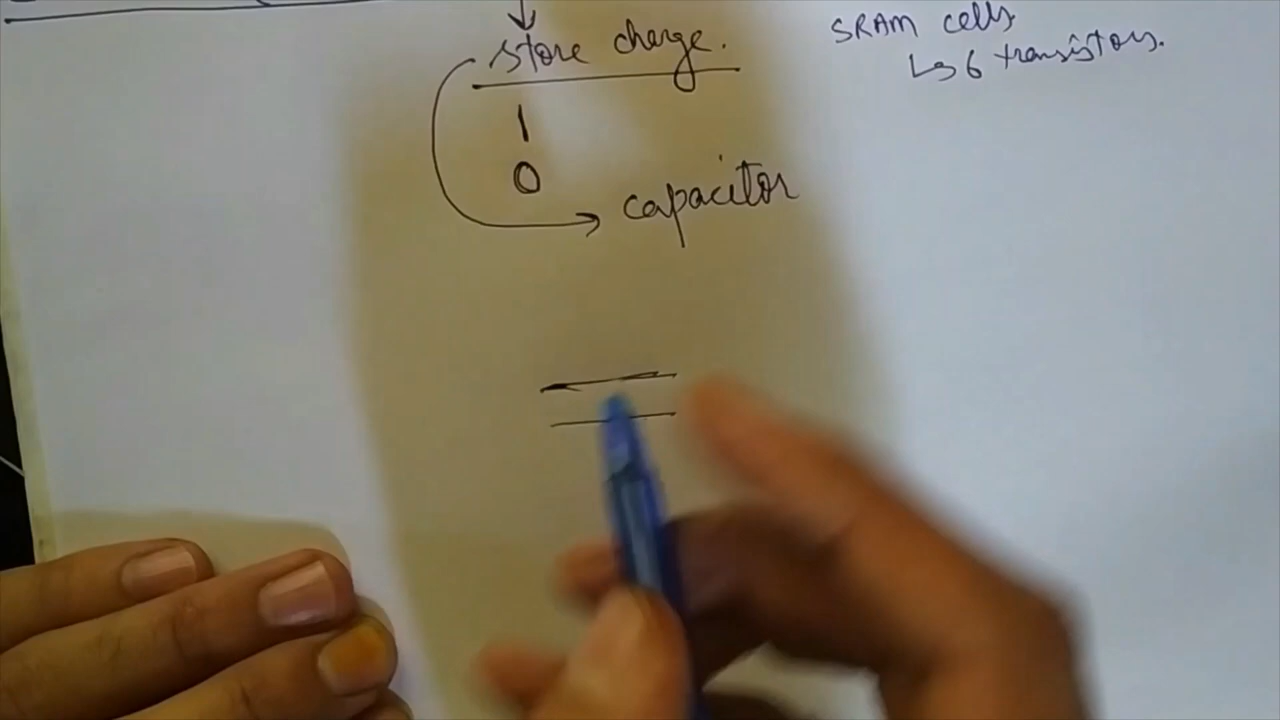 store charge.
1
0
capacitor
SRAM cells
↳ 6 transistors.